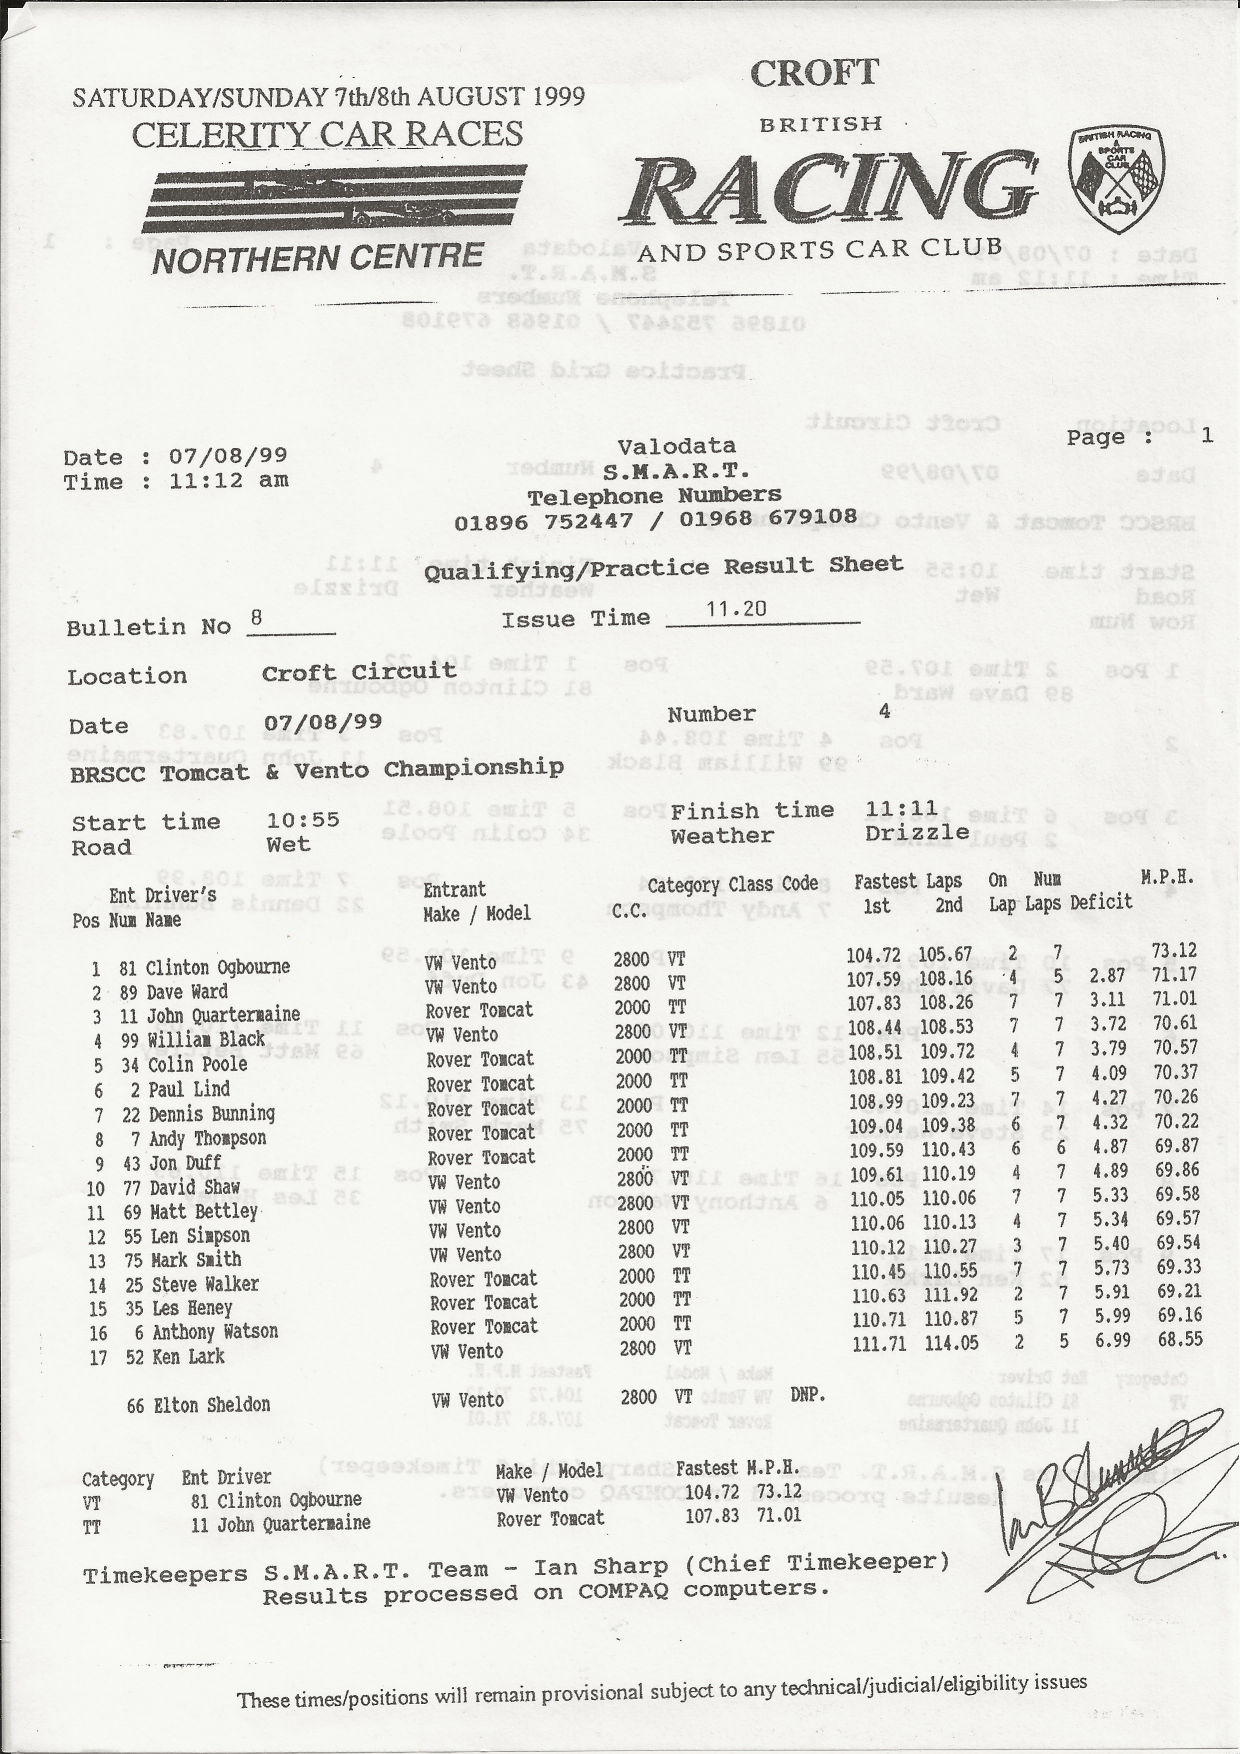 SATURDAY/SUNDAY 7th/8th AUGUST 1999
CELERITY CAR RACES
NORTHERN CENTRE
CROFT
BRITISH
RACING
AND SPORTS CAR CLUB
BRITISH RACING
&
SPORTS
CAR
CLUB
Date : 07/08/99
Time : 11:12 am
Valodata
S.M.A.R.T.
Telephone Numbers
01896 752447 / 01968 679108
Page : 1
Qualifying/Practice Result Sheet
Bulletin No 8 Issue Time 11.20
Location Croft Circuit
Date 07/08/99 Number 4
BRSCC Tomcat & Vento Championship
Start time 10:55 Finish time 11:11
Road Wet Weather Drizzle
Ent Driver's Entrant Category Class Code Fastest Laps On Num M.P.H.
Pos Num Name Make / Model C.C. 1st 2nd Lap Laps Deficit
1 81 Clinton Ogbourne VW Vento 2800 VT 104.72 105.67 2 7 73.12
2 89 Dave Ward VW Vento 2800 VT 107.59 108.16 4 5 2.87 71.17
3 11 John Quartermaine Rover Tomcat 2000 TT 107.83 108.26 7 7 3.11 71.01
4 99 William Black VW Vento 2800 VT 108.44 108.53 7 7 3.72 70.61
5 34 Colin Poole Rover Tomcat 2000 TT 108.51 109.72 4 7 3.79 70.57
6 2 Paul Lind Rover Tomcat 2000 TT 108.81 109.42 5 7 4.09 70.37
7 22 Dennis Bunning Rover Tomcat 2000 TT 108.99 109.23 7 7 4.27 70.26
8 7 Andy Thompson Rover Tomcat 2000 TT 109.04 109.38 6 7 4.32 70.22
9 43 Jon Duff Rover Tomcat 2000 TT 109.59 110.43 6 6 4.87 69.87
10 77 David Shaw VW Vento 2800 VT 109.61 110.19 4 7 4.89 69.86
11 69 Matt Bettley VW Vento 2800 VT 110.05 110.06 7 7 5.33 69.58
12 55 Len Simpson VW Vento 2800 VT 110.06 110.13 4 7 5.34 69.57
13 75 Mark Smith VW Vento 2800 VT 110.12 110.27 3 7 5.40 69.54
14 25 Steve Walker Rover Tomcat 2000 TT 110.45 110.55 7 7 5.73 69.33
15 35 Les Heney Rover Tomcat 2000 TT 110.63 111.92 2 7 5.91 69.21
16 6 Anthony Watson Rover Tomcat 2000 TT 110.71 110.87 5 7 5.99 69.16
17 52 Ken Lark VW Vento 2800 VT 111.71 114.05 2 5 6.99 68.55
66 Elton Sheldon VW Vento 2800 VT DNP.
Category Ent Driver Make / Model Fastest M.P.H.
VT 81 Clinton Ogbourne VW Vento 104.72 73.12
TT 11 John Quartermaine Rover Tomcat 107.83 71.01
Timekeepers S.M.A.R.T. Team - Ian Sharp (Chief Timekeeper)
Results processed on COMPAQ computers.
These times/positions will remain provisional subject to any technical/judicial/eligibility issues